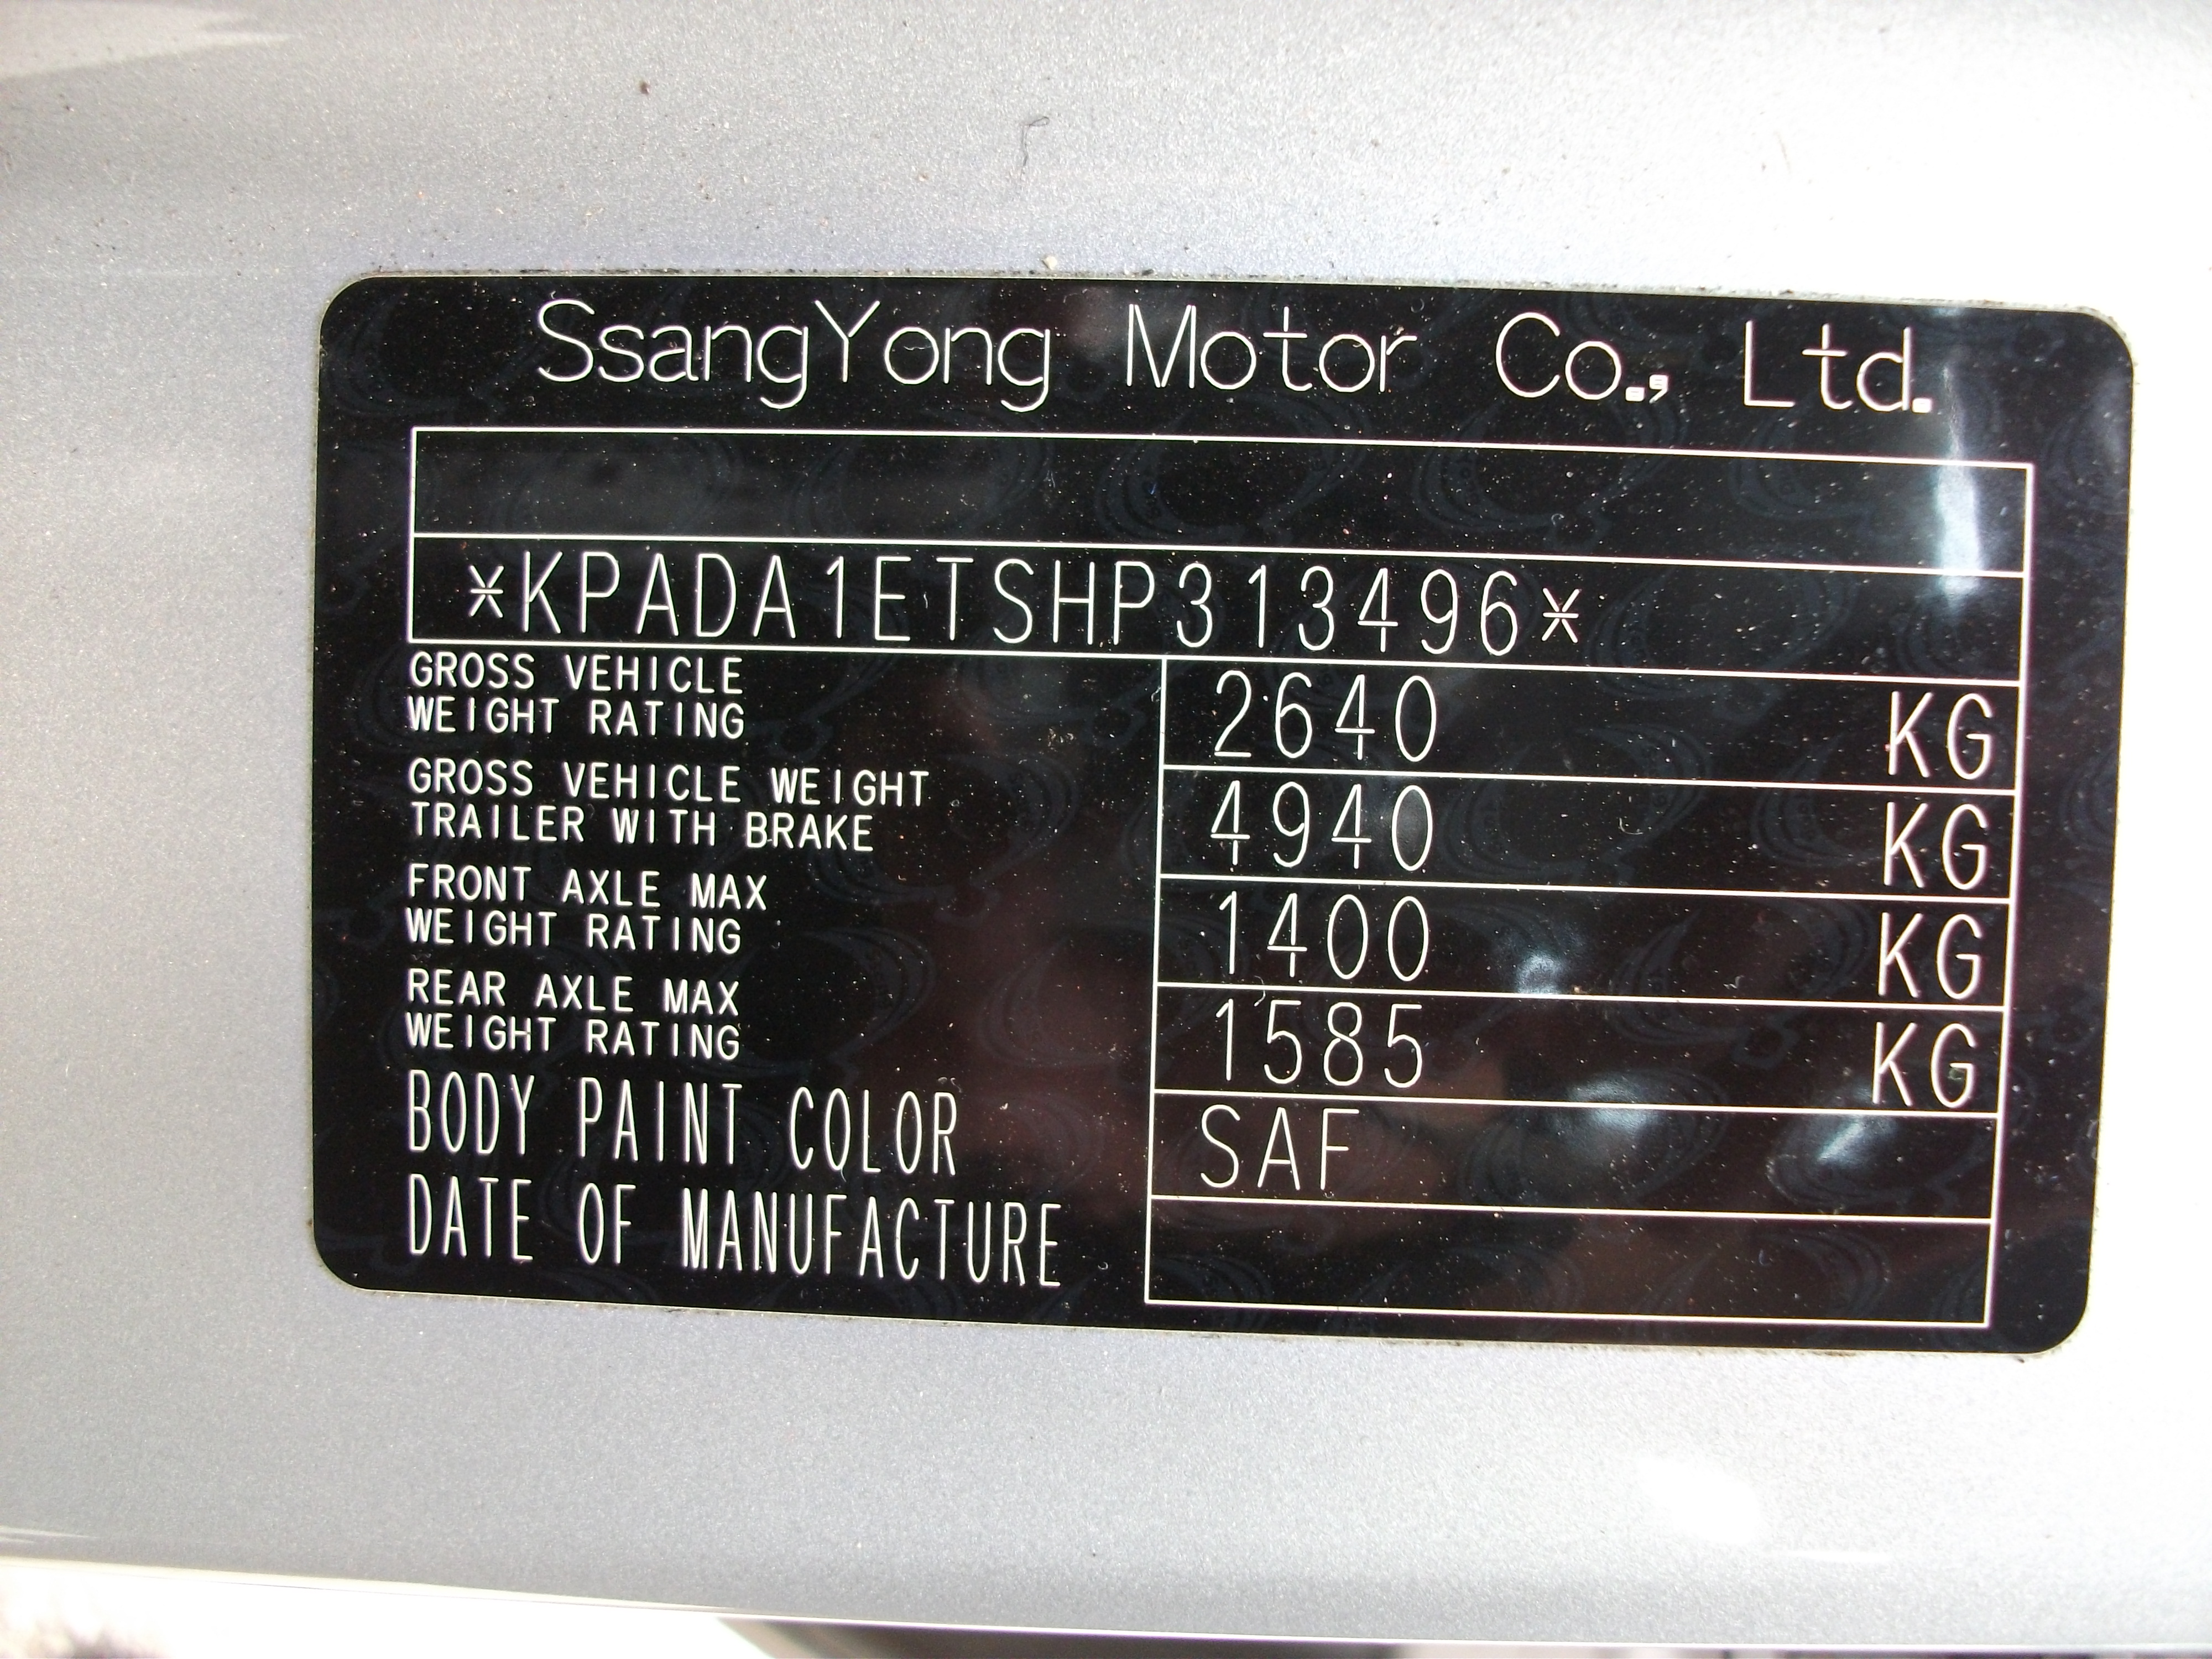 SsangYong Motor Co., Ltd.
*KPADA1ETSHP313496*
GROSS VEHICLE
WEIGHT RATING 2640 KG
GROSS VEHICLE WEIGHT
TRAILER WITH BRAKE 4940 KG
FRONT AXLE MAX
WEIGHT RATING 1400 KG
REAR AXLE MAX
WEIGHT RATING 1585 KG
BODY PAINT COLOR SAF
DATE OF MANUFACTURE